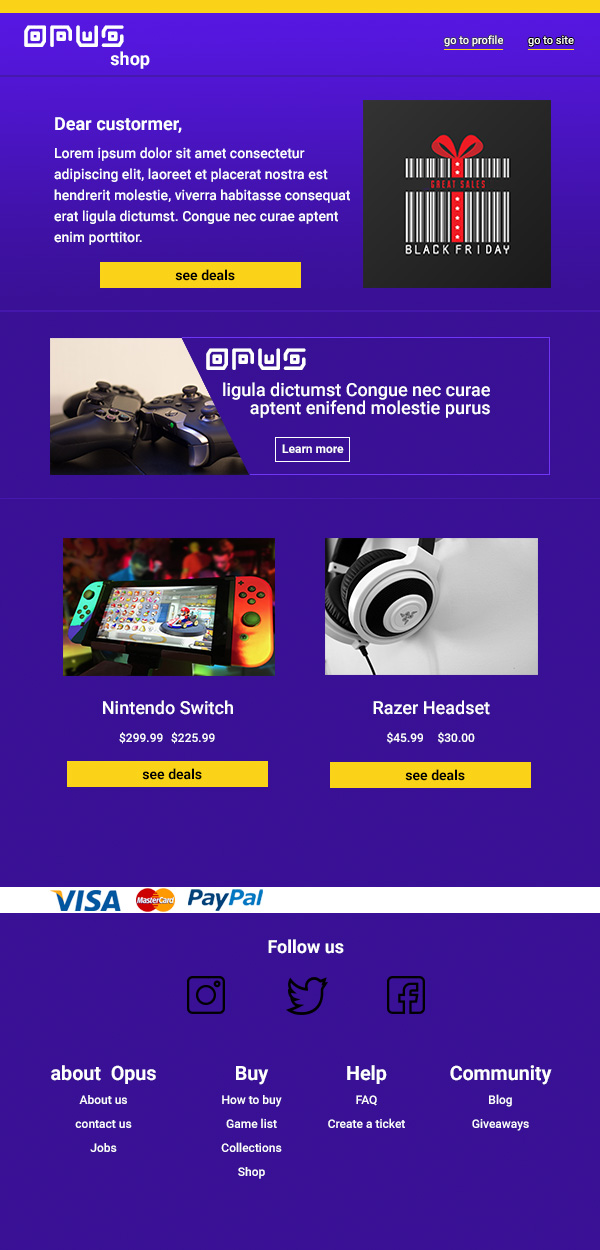 OPUS
shop
go to profile
go to site
Dear custormer,
Lorem ipsum dolor sit amet consectetur
adipiscing elit, laoreet et placerat nostra est
hendrerit molestie, viverra habitasse consequat
erat ligula dictumst. Congue nec curae aptent
enim porttitor.
see deals
GREAT SALES
BLACK FRIDAY
OPUS
ligula dictumst Congue nec curae
aptent enifend molestie purus
Learn more
Nintendo Switch
$299.99 $225.99
see deals
Razer Headset
$45.99 $30.00
see deals
VISA MasterCard PayPal
Follow us
about Opus
About us
contact us
Jobs
Buy
How to buy
Game list
Collections
Shop
Help
FAQ
Create a ticket
Community
Blog
Giveaways